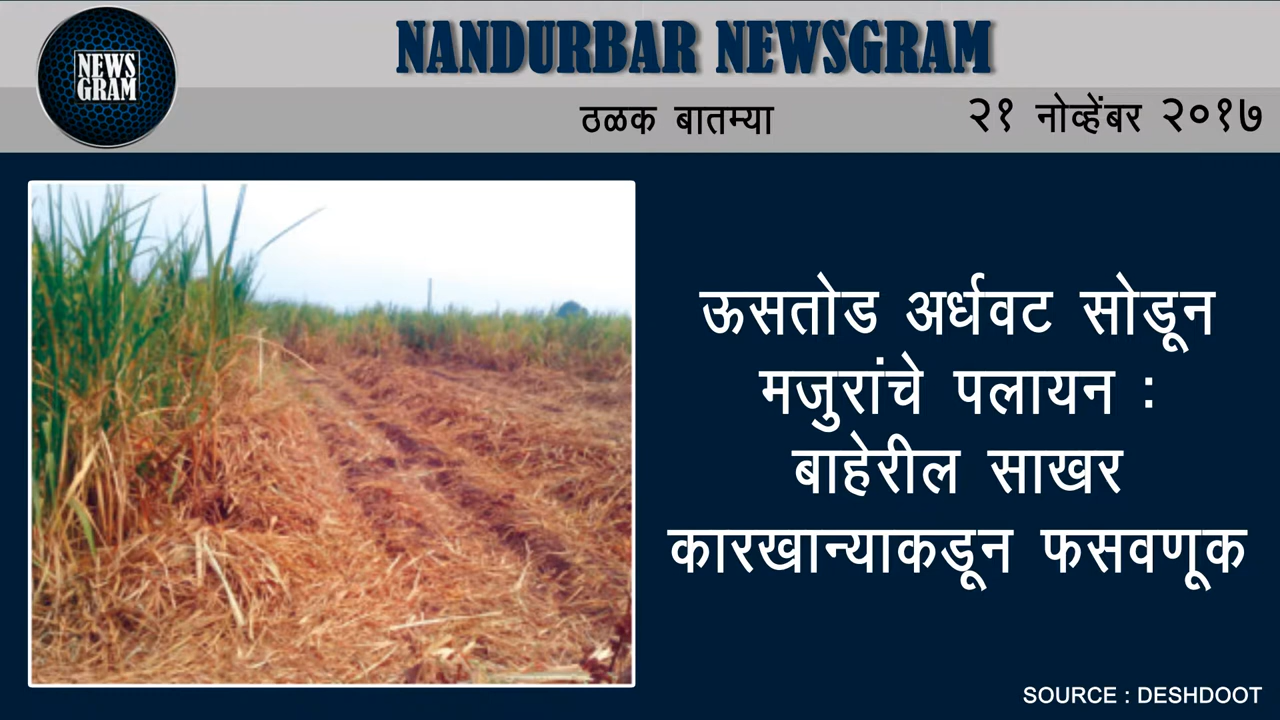 NEWS
GRAM
NANDURBAR NEWSGRAM
ठळक बातम्या
२१ नोव्हेंबर २०१७
ऊसतोड अर्धवट सोडून
मजुरांचे पलायन :
बाहेरील साखर
कारखान्याकडून फसवणूक
SOURCE : DESHDOOT